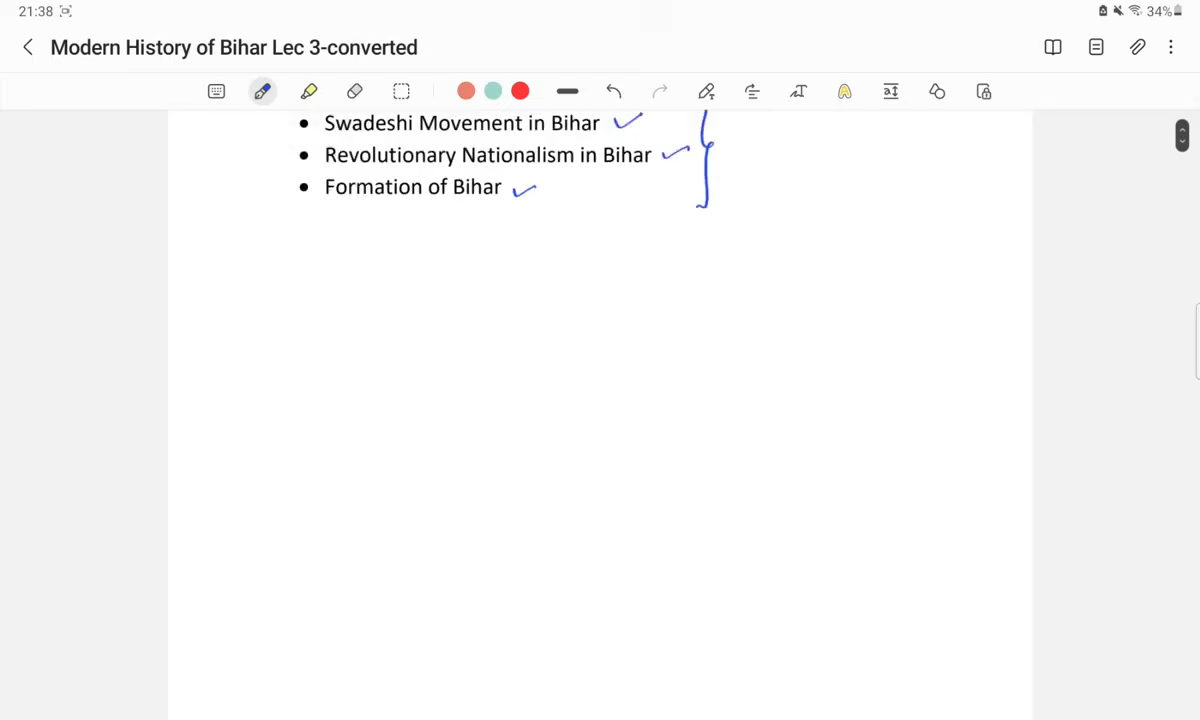 21:38 34%
Modern History of Bihar Lec 3-converted
• Swadeshi Movement in Bihar
• Revolutionary Nationalism in Bihar
• Formation of Bihar